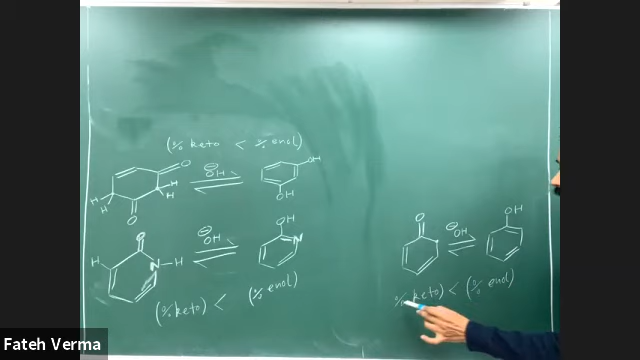 (% keto < % enol)
O
⊖OH
OH
H
H
H
H
O
OH
O
⊖OH
OH
H
N-H
N
(% keto) < (% enol)
O
⊖OH
OH
(% keto) < (% enol)
Fateh Verma